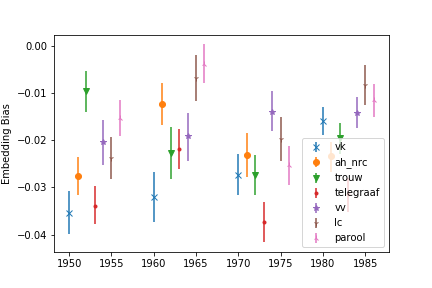 0.00
−0.01
−0.02
−0.03
−0.04
Embedding Bias
1950
1955
1960
1965
1970
1975
1980
1985
vk
ah_nrc
trouw
telegraaf
vv
lc
parool